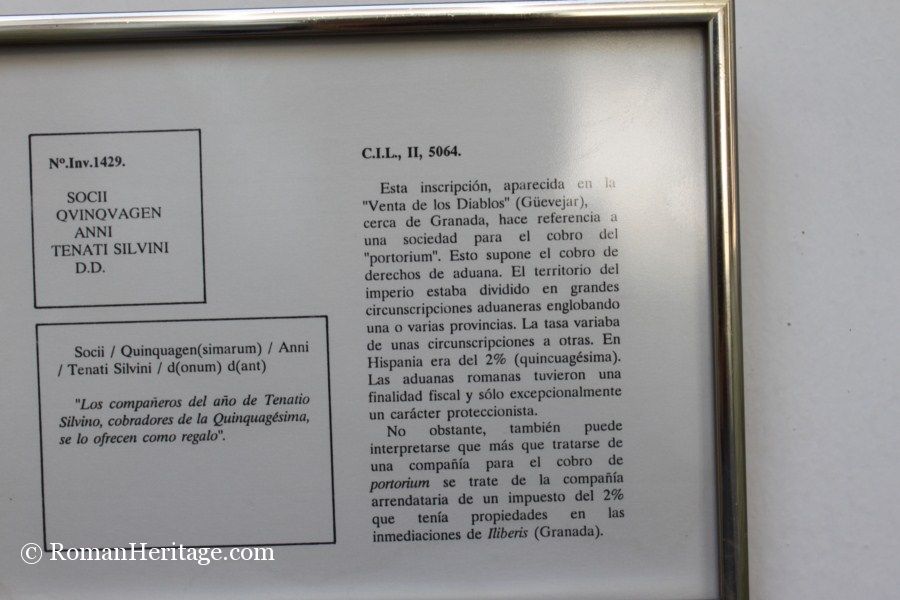 Nº.Inv.1429.
SOCII
QVINQVAGEN
ANNI
TENATI SILVINI
D.D.
Socii / Quinquagen(simarum) / Anni
/ Tenati Silvini / d(onum) d(ant)
"Los compañeros del año de Tenatio
Silvino, cobradores de la Quinquagésima,
se lo ofrecen como regalo".
C.I.L., II, 5064.
Esta inscripción, aparecida en la
"Venta de los Diablos" (Güevejar),
cerca de Granada, hace referencia a
una sociedad para el cobro del
"portorium". Esto supone el cobro de
derechos de aduana. El territorio del
imperio estaba dividido en grandes
circunscripciones aduaneras englobando
una o varias provincias. La tasa variaba
de unas circunscripciones a otras. En
Hispania era del 2% (quincuagésima).
Las aduanas romanas tuvieron una
finalidad fiscal y sólo excepcionalmente
un carácter proteccionista.
No obstante, también puede
interpretarse que más que tratarse de
una compañía para el cobro de
portorium se trate de la compañía
arrendataria de un impuesto del 2%
que tenía propiedades en las
inmediaciones de Iliberis (Granada).
© RomanHeritage.com